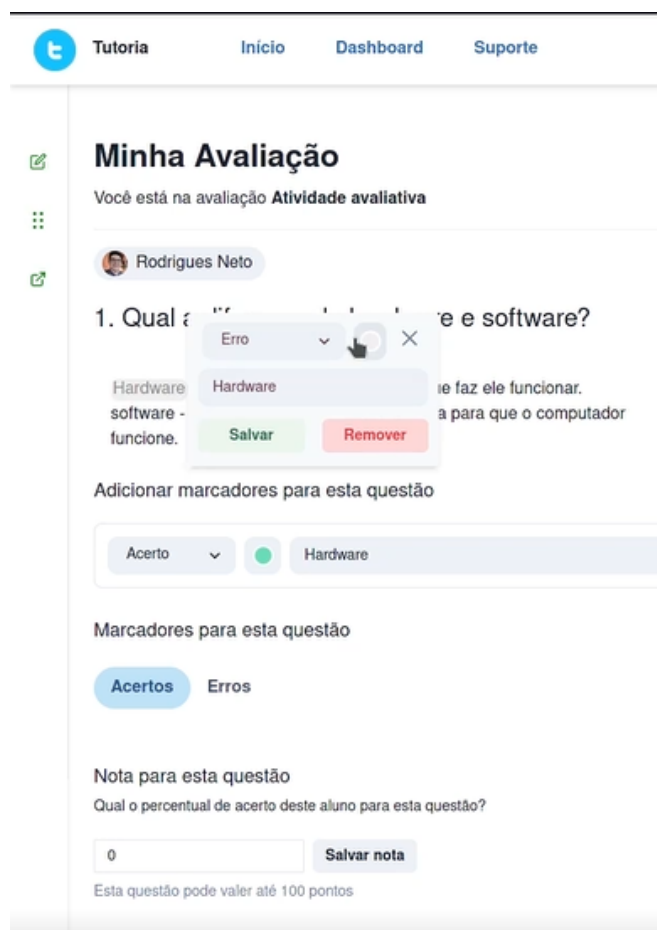 Tutoria Início Dashboard Suporte
Minha Avaliação
Você está na avaliação Atividade avaliativa
Rodrigues Neto
1. Qual a e software?
Erro
Hardware faz ele funcionar.
Hardware
software - a para que o computador
funcione.
Salvar Remover
Adicionar marcadores para esta questão
Acerto Hardware
Marcadores para esta questão
Acertos Erros
Nota para esta questão
Qual o percentual de acerto deste aluno para esta questão?
0 Salvar nota
Esta questão pode valer até 100 pontos